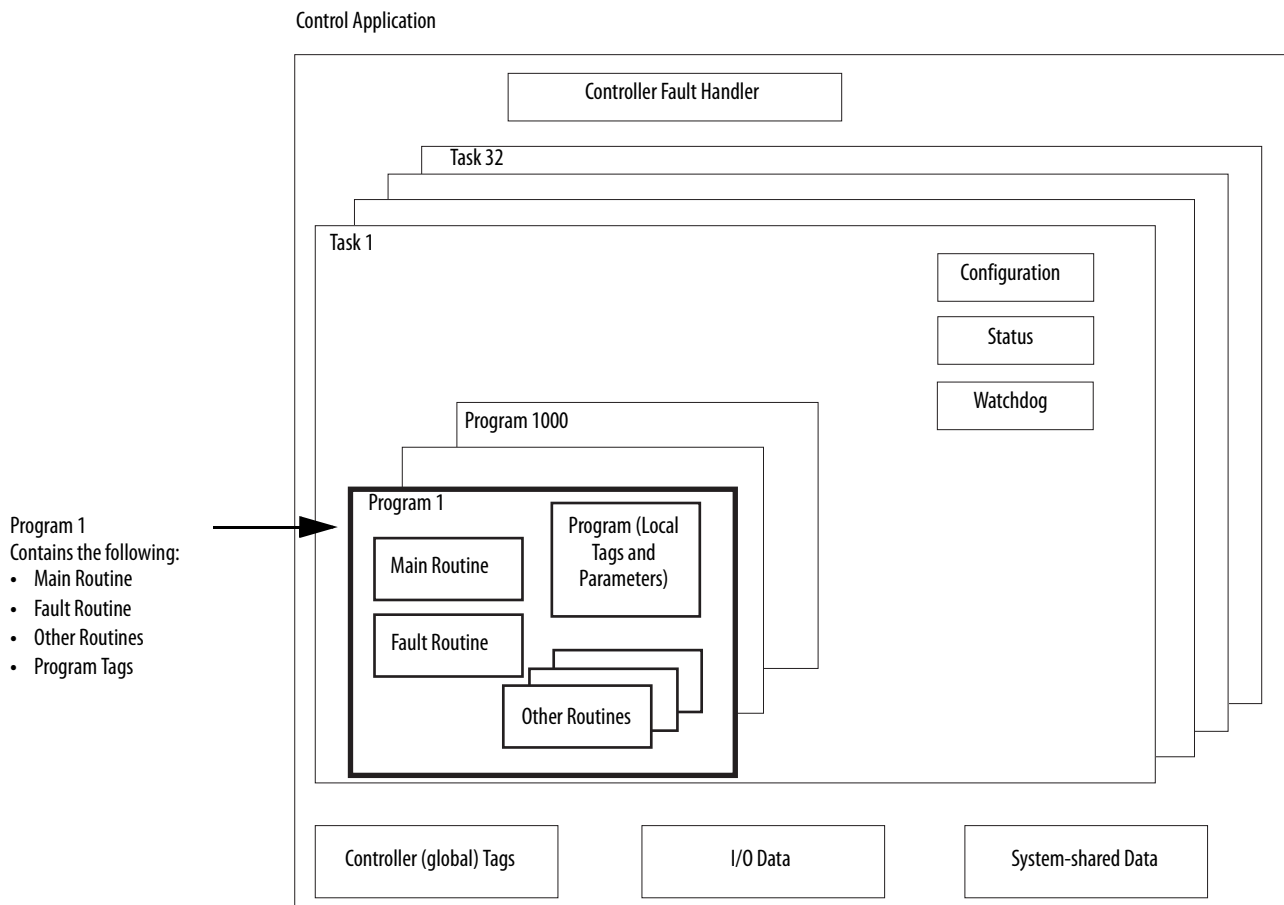 Control Application
Controller Fault Handler
Task 32
Task 1
Configuration
Status
Watchdog
Program 1000
Program 1
Program (Local
Tags and
Parameters)
Main Routine
Fault Routine
Other Routines
Program 1
Contains the following:
• Main Routine
• Fault Routine
• Other Routines
• Program Tags
Controller (global) Tags
I/O Data
System-shared Data